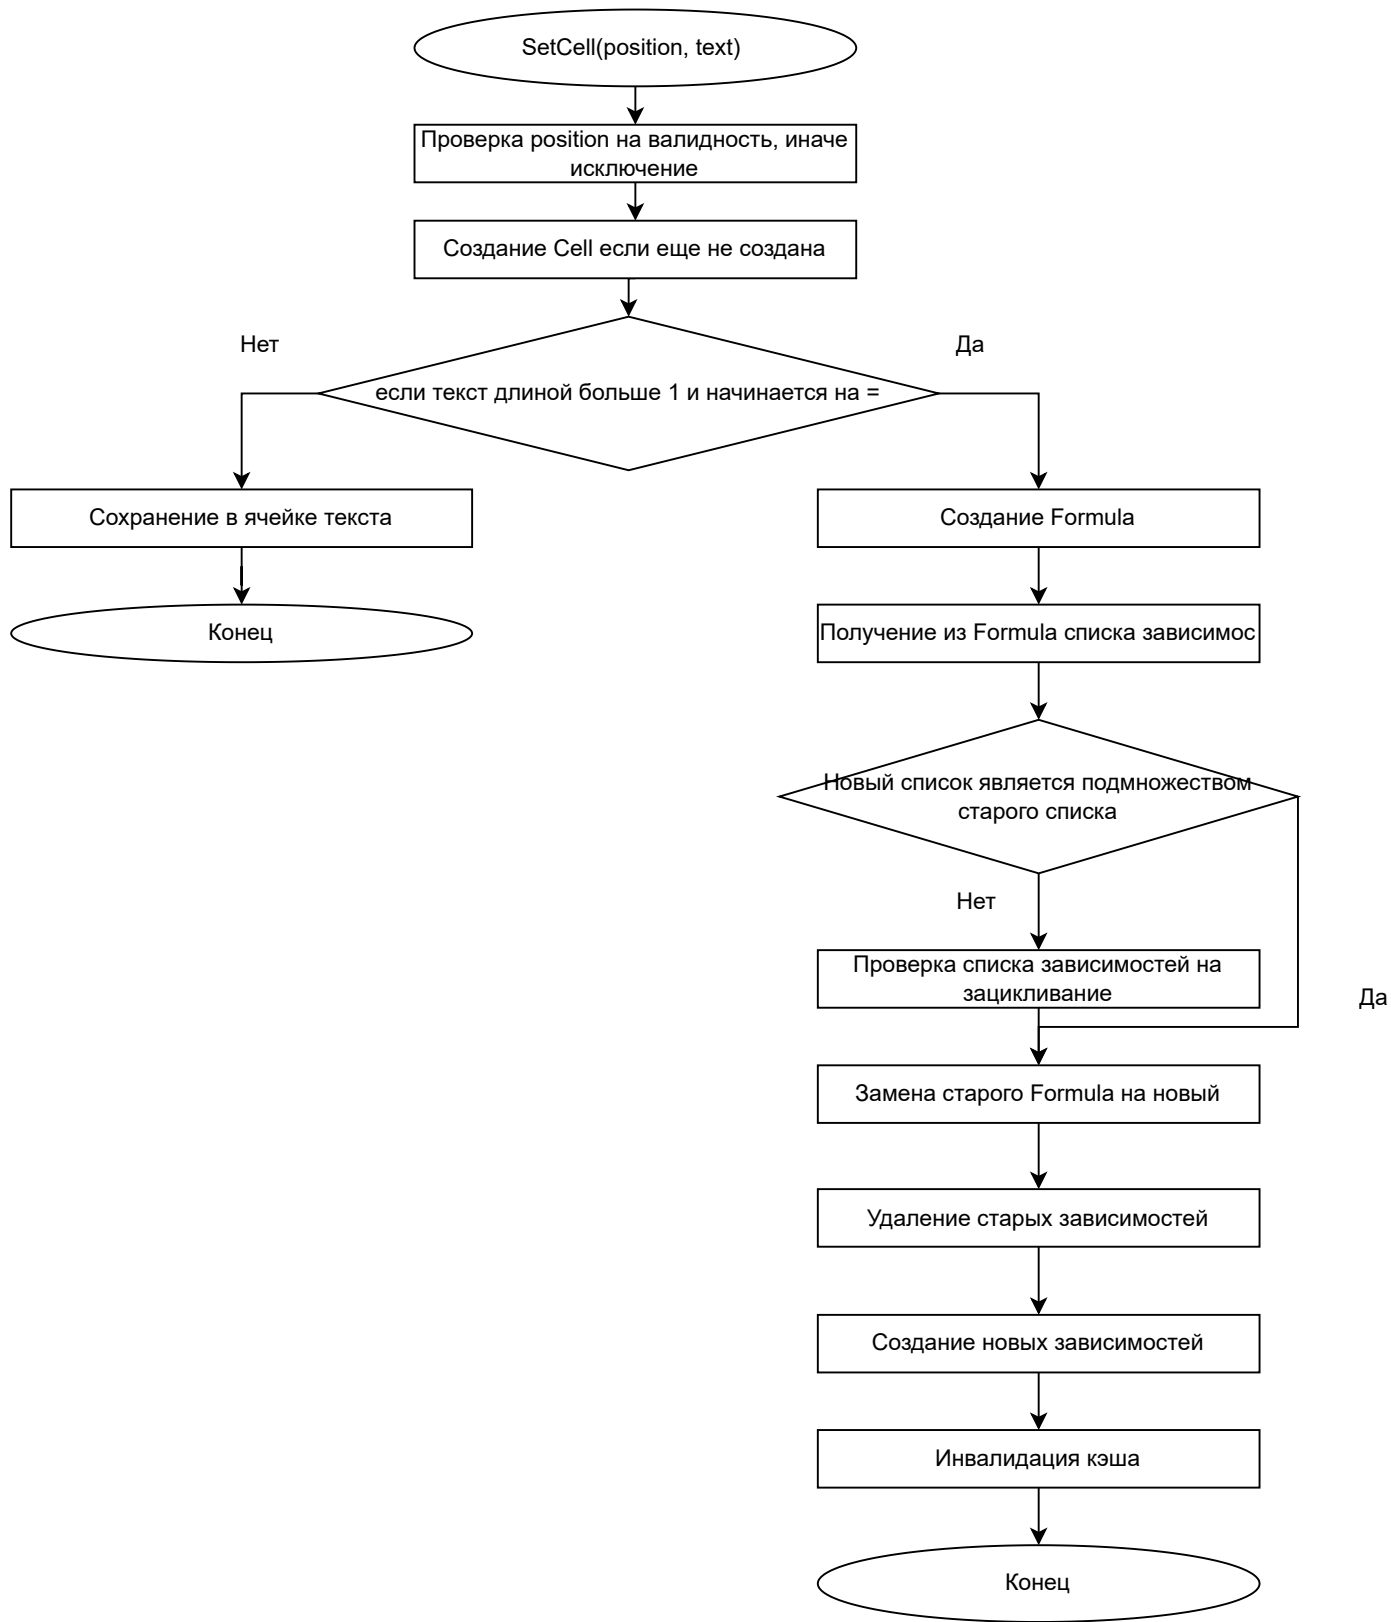 SetCell(position, text)
Проверка position на валидность, иначе
исключение
Создание Cell если еще не создана
Нет
Да
если текст длиной больше 1 и начинается на =
Сохранение в ячейке текста
Создание Formula
Конец
Получение из Formula списка зависимос
Новый список является подмножеством
старого списка
Нет
Проверка списка зависимостей на
зацикливание
Да
Замена старого Formula на новый
Удаление старых зависимостей
Создание новых зависимостей
Инвалидация кэша
Конец